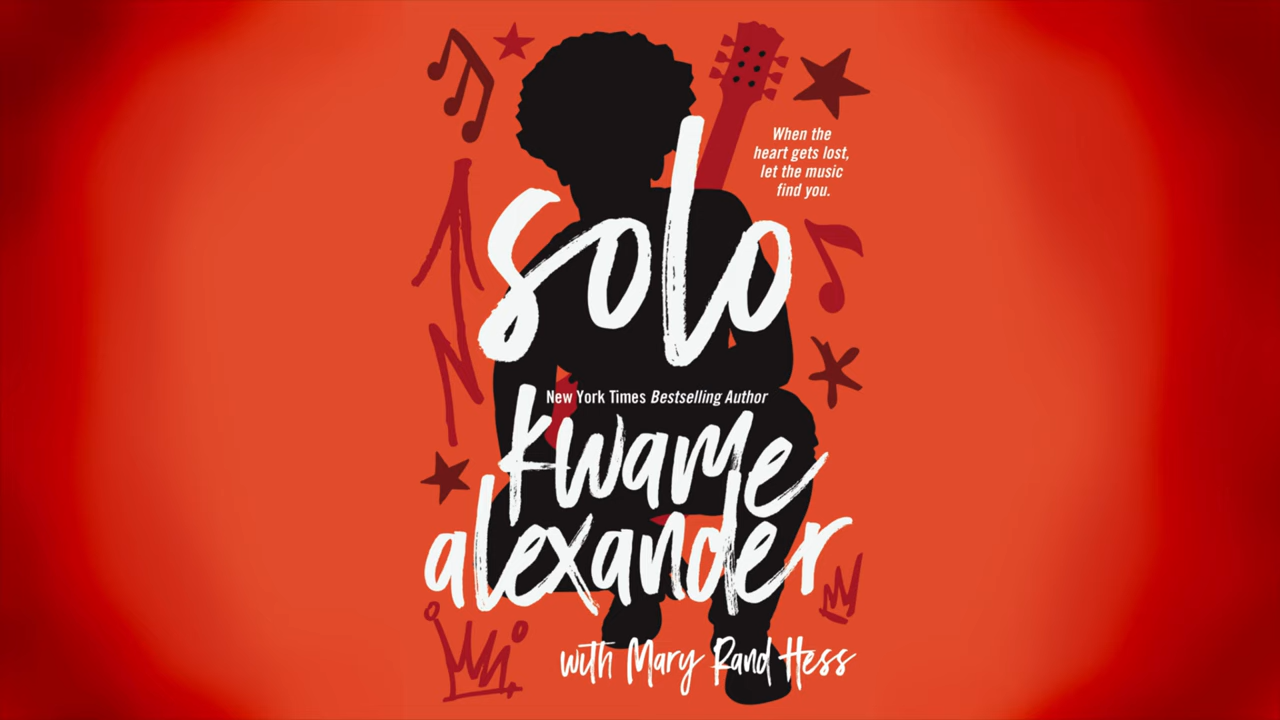 When the
heart gets lost,
let the music
find you.
solo
New York Times Bestselling Author
kwame
alexander
with Mary Rand Hess